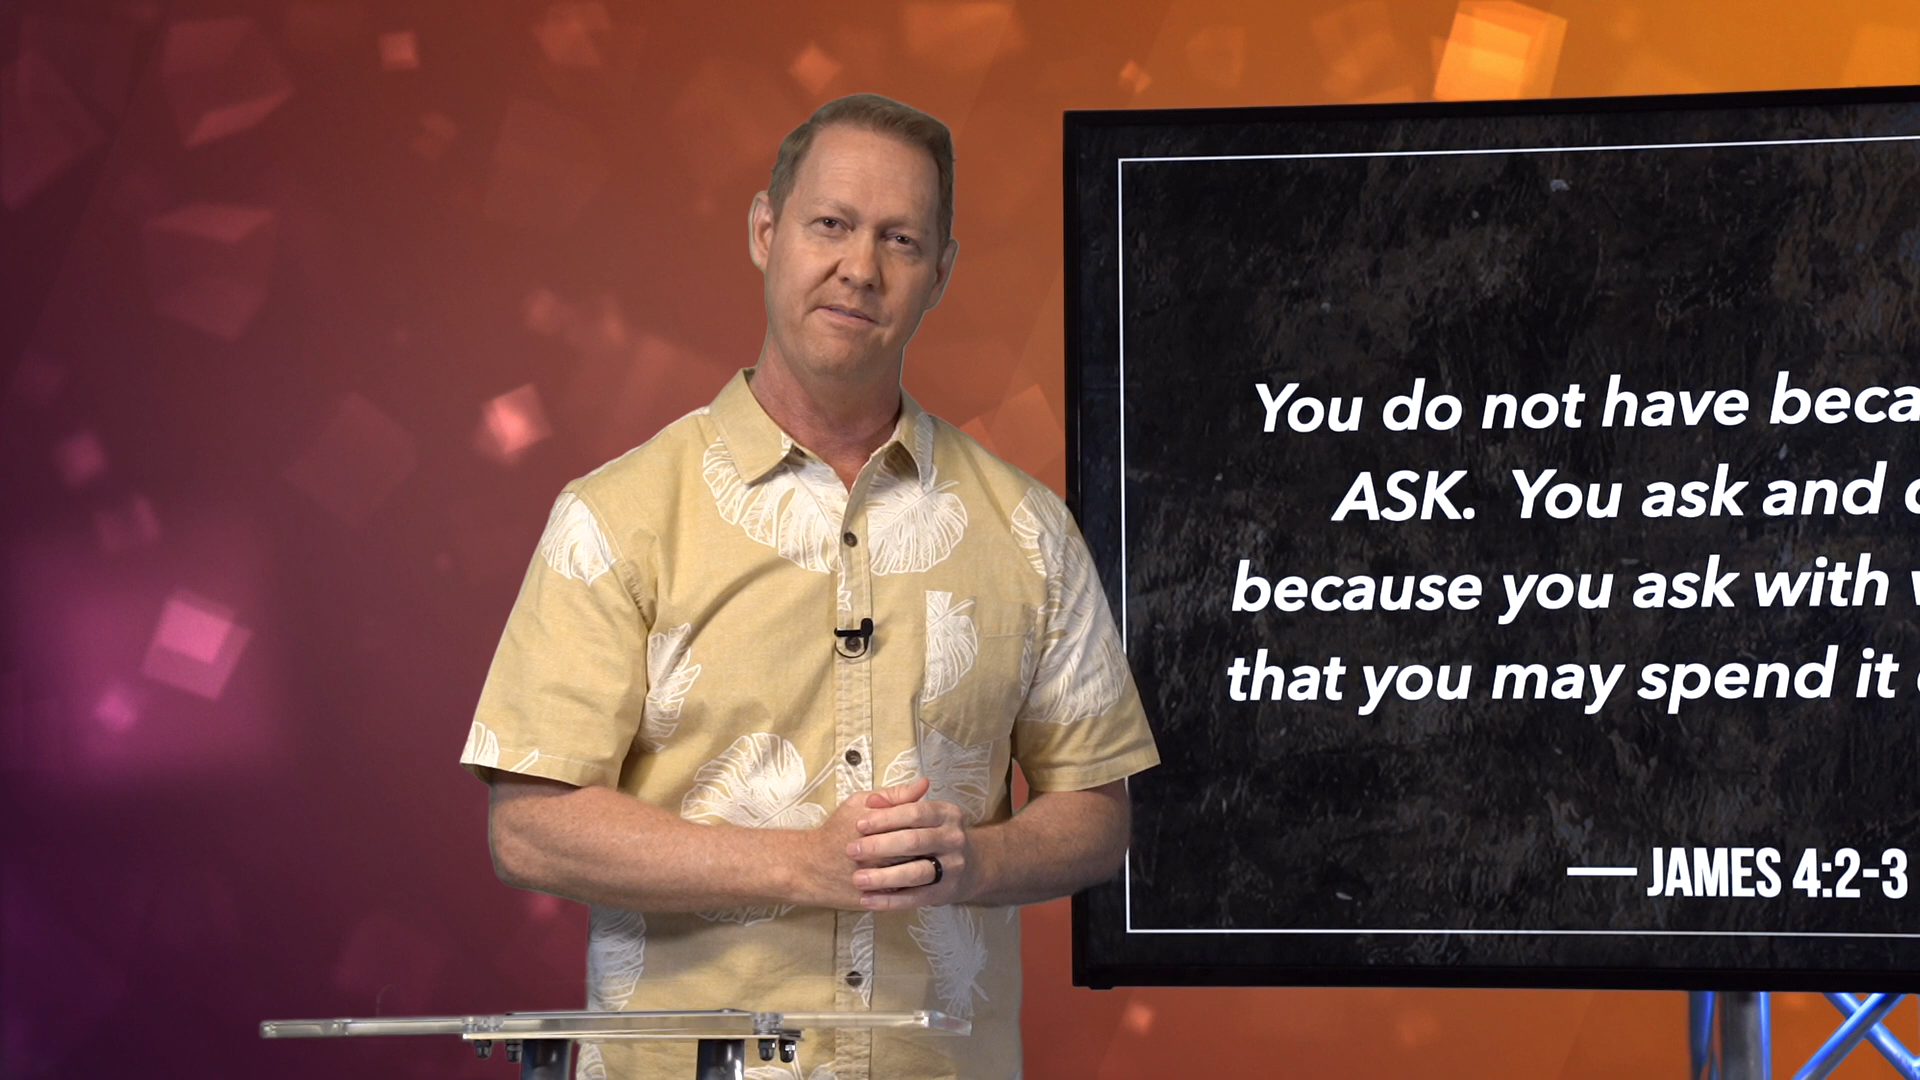 You do not have beca
ASK. You ask and
because you ask with
that you may spend it
— JAMES 4:2-3